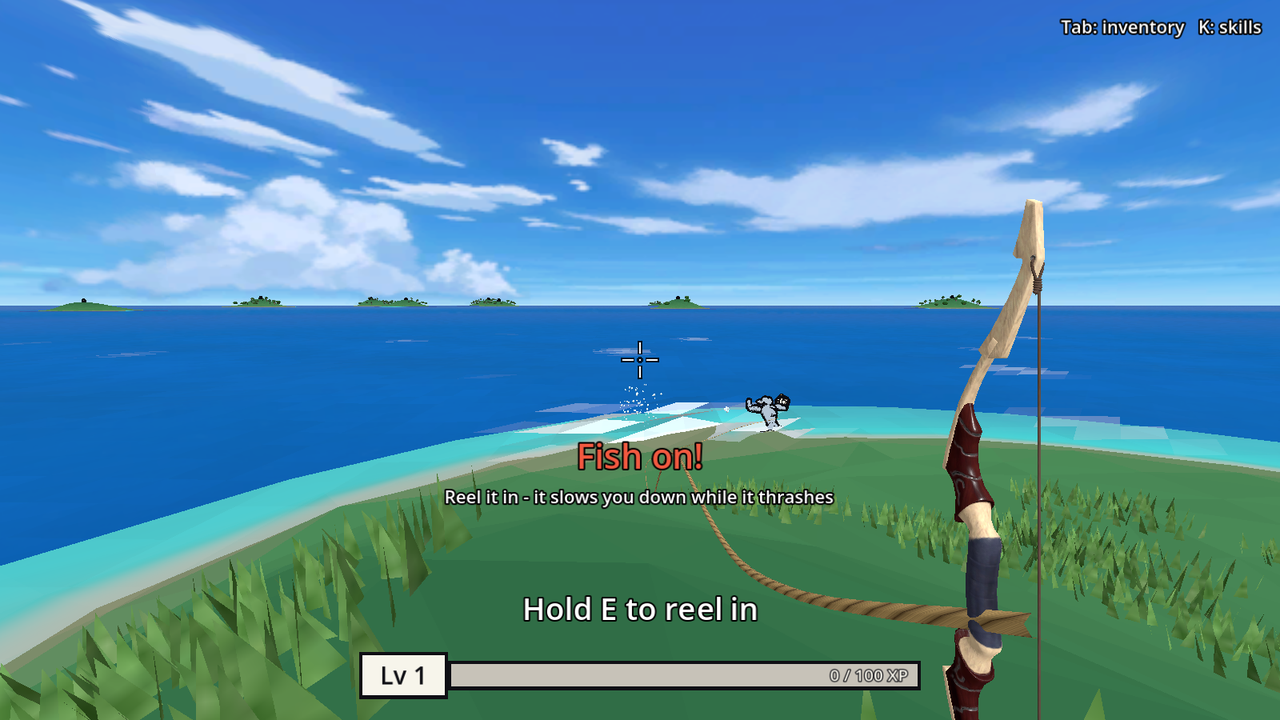 Tab: inventory K: skills
Fish on!
Reel it in - it slows you down while it thrashes
Hold E to reel in
Lv 1
0 / 100 XP